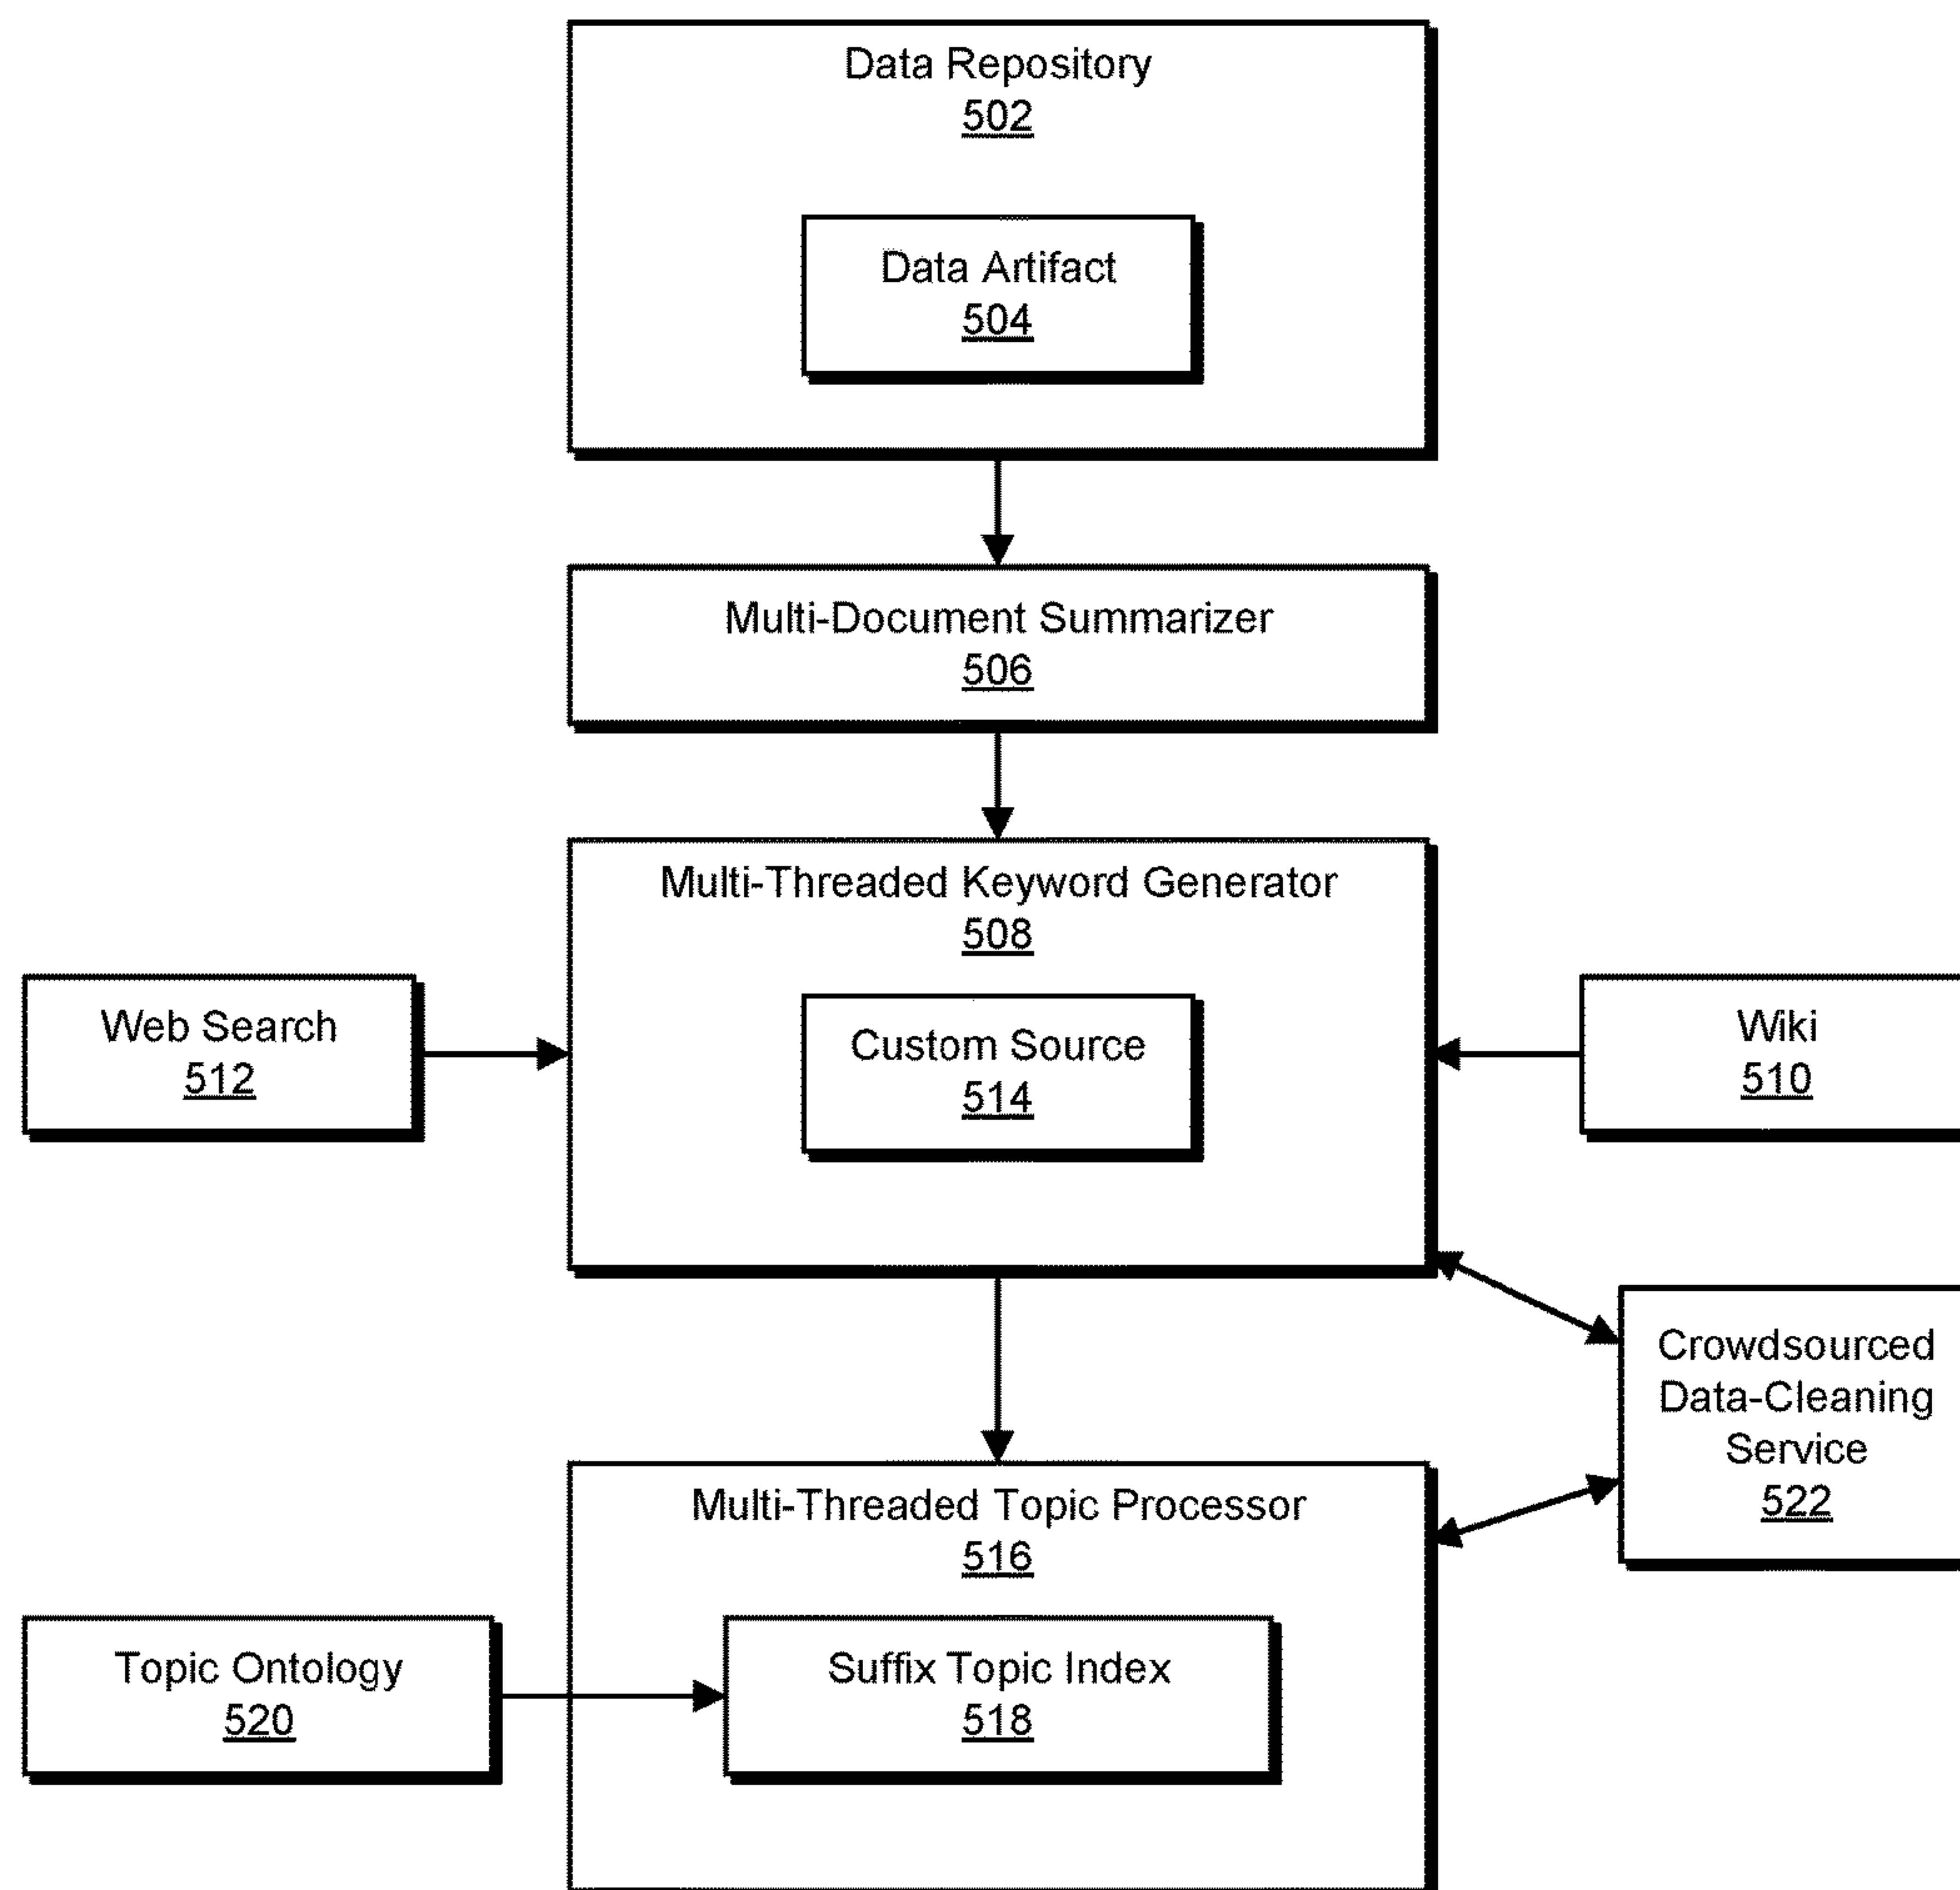 Data Repository
502
Data Artifact
504
Multi-Document Summarizer
506
Multi-Threaded Keyword Generator
508
Web Search
512
Custom Source
514
Wiki
510
Crowdsourced
Data-Cleaning
Service
522
Multi-Threaded Topic Processor
516
Topic Ontology
520
Suffix Topic Index
518